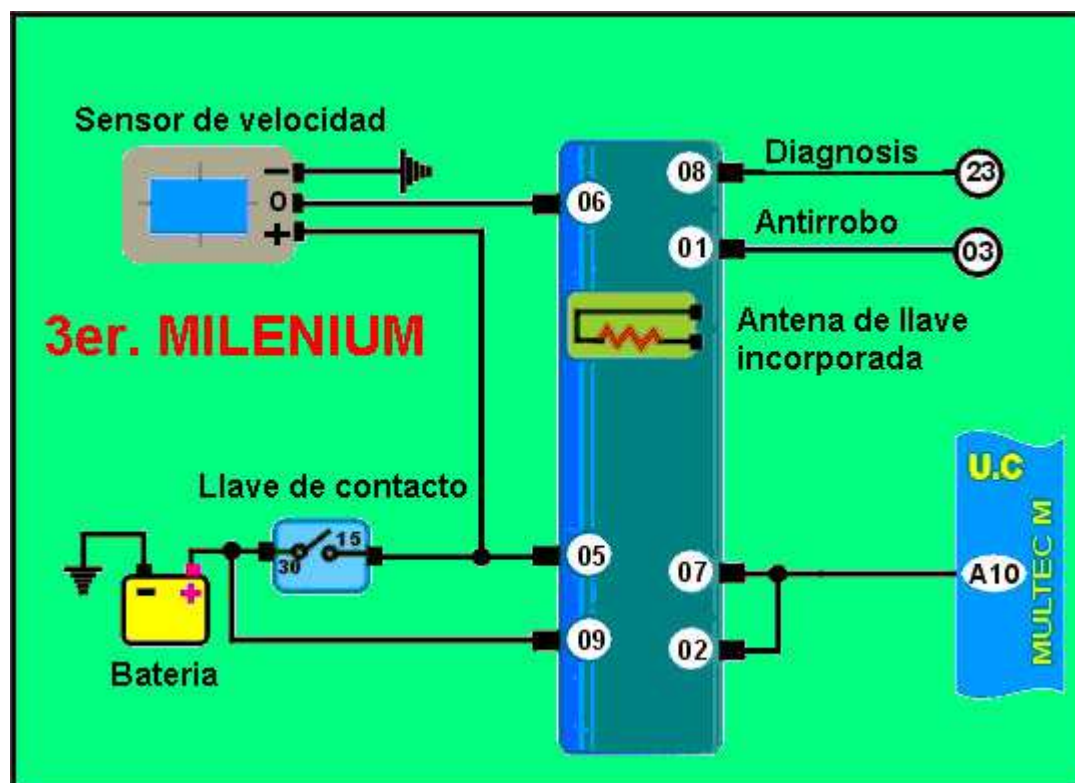 Sensor de velocidad
−
0
+
3er. MILENIUM
Llave de contacto
30
15
-
+
Bateria
06
05
09
08
01
07
02
Diagnosis
23
Antirrobo
03
Antena de llave
incorporada
U.C
A10
MULTEC M